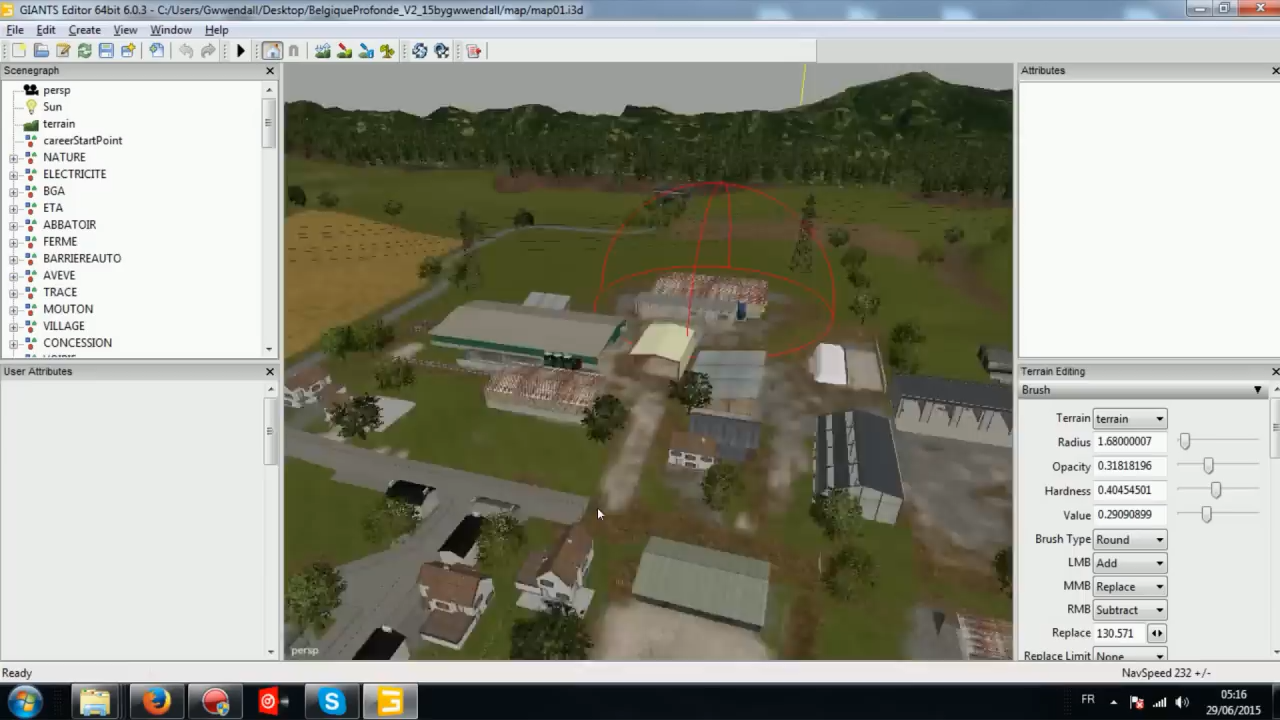 GIANTS Editor 64bit 6.0.3 - C:/Users/Gwwendall/Desktop/BelgiqueProfonde_V2_15bygwwendall/map/map01.i3d
File Edit Create View Window Help
Scenegraph
persp
Sun
terrain
careerStartPoint
NATURE
ELECTRICITE
BGA
ETA
ABBATOIR
FERME
BARRIEREAUTO
AVEVE
TRACE
MOUTON
VILLAGE
CONCESSION
User Attributes
persp
Attributes
Terrain Editing
Brush
Terrain terrain
Radius 1.68000007
Opacity 0.31818196
Hardness 0.40454501
Value 0.29090899
Brush Type Round
LMB Add
MMB Replace
RMB Subtract
Replace 130.571
Replace Limit None
Ready
NavSpeed 232 +/-
FR
05:16
29/06/2015